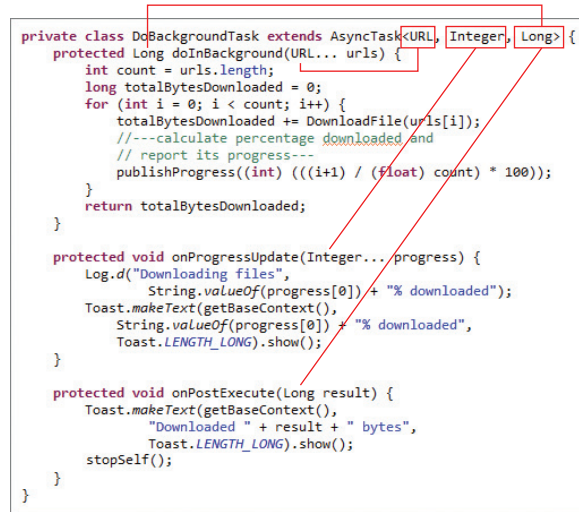 private class DoBackgroundTask extends AsyncTask<URL, Integer, Long> {
    protected Long doInBackground(URL... urls) {
        int count = urls.length;
        long totalBytesDownloaded = 0;
        for (int i = 0; i < count; i++) {
            totalBytesDownloaded += DownloadFile(urls[i]);
            //---calculate percentage downloaded and
            // report its progress---
            publishProgress((int) (((i+1) / (float) count) * 100));
        }
        return totalBytesDownloaded;
    }

    protected void onProgressUpdate(Integer... progress) {
        Log.d("Downloading files",
                String.valueOf(progress[0]) + "% downloaded");
        Toast.makeText(getBaseContext(),
            String.valueOf(progress[0]) + "% downloaded",
            Toast.LENGTH_LONG).show();
    }

    protected void onPostExecute(Long result) {
        Toast.makeText(getBaseContext(),
                "Downloaded " + result + " bytes",
                Toast.LENGTH_LONG).show();
        stopSelf();
    }
}